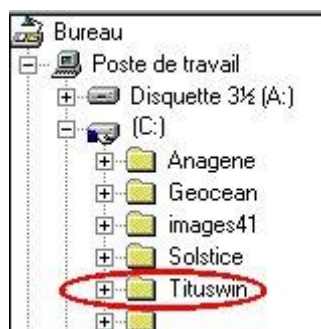 Bureau
Poste de travail
Disquette 3½ (A:)
(C:)
Anagene
Geocean
images41
Solstice
Tituswin